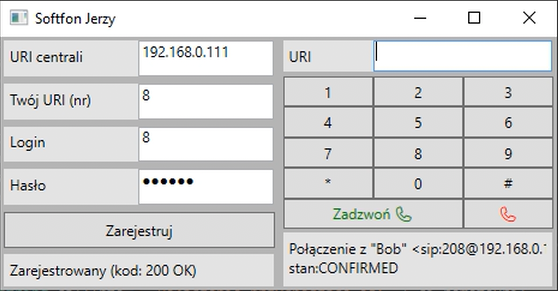 Softfon Jerzy
URI centrali 192.168.0.111
Twój URI (nr) 8
Login 8
Hasło ●●●●●●
Zarejestruj
Zarejestrowany (kod: 200 OK)
URI
1 2 3
4 5 6
7 8 9
* 0 #
Zadzwoń
Połączenie z "Bob" <sip:208@192.168.0.1
stan:CONFIRMED